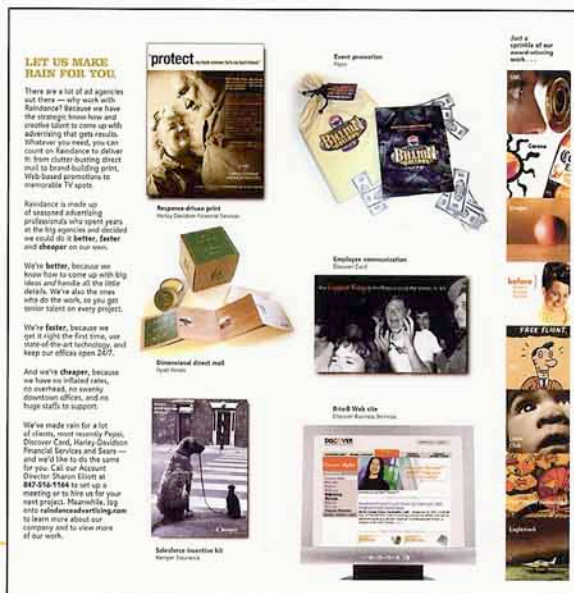 LET US MAKE
RAIN FOR YOU.
There are a lot of ad agencies
out there — why work with
Raindance? Because we have
the strategic know how and
creative talent to come up with
advertising that gets results.
Whatever you need, you can
count on Raindance to deliver
it: from clutter-busting direct
mail to brand-building print,
Web-based promotions to
memorable TV spots.
Raindance is made up
of seasoned advertising
professionals who spent years
at the big agencies and decided
we could do it better, faster
and cheaper on our own.
We're better, because we
know how to come up with big
ideas and handle all the little
details. We're also the ones
who do the work, so you get
senior talent on every project.
We're faster, because we
get it right the first time, use
state-of-the-art technology, and
keep our offices open 24/7.
And we're cheaper, because
we have no inflated rates,
no overhead, no swanky
downtown offices, and no
huge staffs to support.
We've made rain for a lot
of clients, most recently Pepsi,
Discover Card, Harley-Davidson
Financial Services and Sears —
and we'd like to do the same
for you. Call our Account
Director Sharon Elliott at
847-516-1164 to set up a
meeting or to hire us for your
next project. Meanwhile, log
onto raindanceadvertising.com
to learn more about our
company and to view more
of our work.
protect
Response-driven print
Harley-Davidson Financial Services
Dimensional direct mail
Hyatt Hotels
Salesforce incentive kit
Kemper Insurance
Event promotion
Pepsi
BILLION
BILLION
Employee communication
Discover Card
8-to-8 Web site
Discover Business Services
DISCOVER
Just a
sprinkle of our
award-winning
work . . .
Corona
before
FREE FLIGHT.
Eagletrack